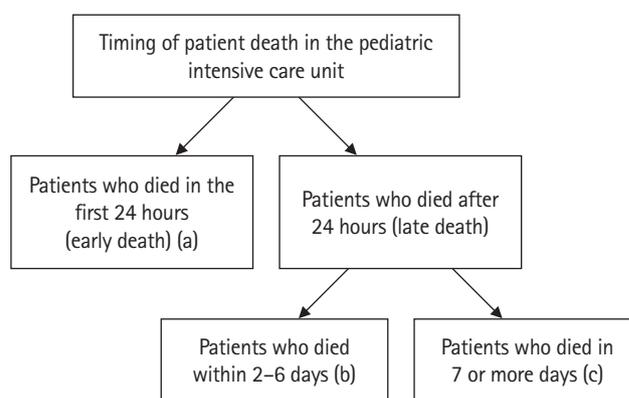 Timing of patient death in the pediatric
intensive care unit
Patients who died in the
first 24 hours
(early death) (a)
Patients who died after
24 hours (late death)
Patients who died
within 2–6 days (b)
Patients who died in
7 or more days (c)